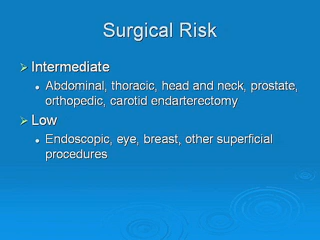 Surgical Risk
Intermediate
Abdominal, thoracic, head and neck, prostate,
orthopedic, carotid endarterectomy
Low
Endoscopic, eye, breast, other superficial
procedures